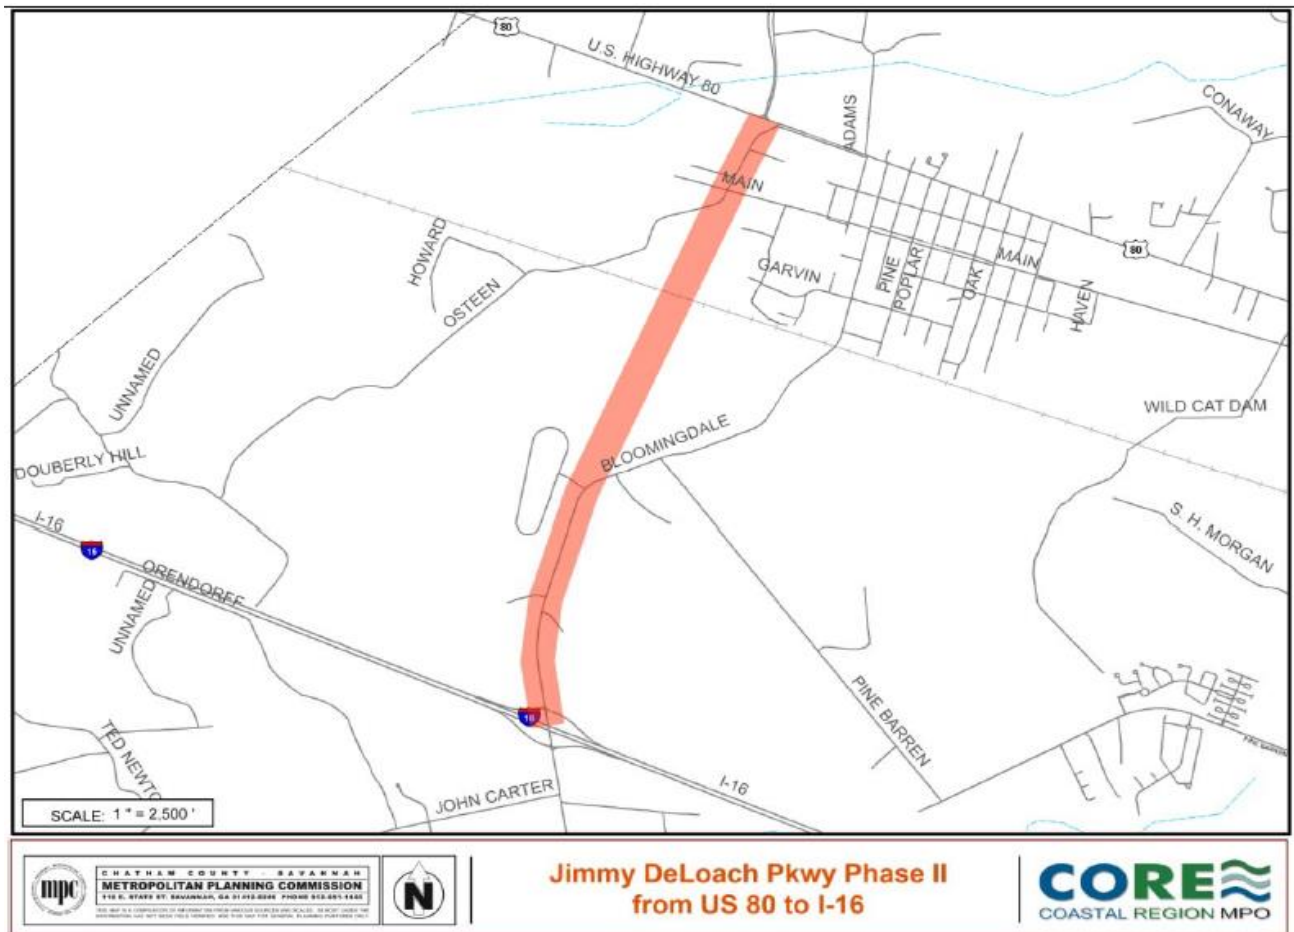 80
U.S. HIGHWAY 80
ADAMS
CONAWAY
MAIN
HOWARD
OSTEEN
GARVIN
PINE
POPLAR
OAK
MAIN
80
HAVEN
UNNAMED
WILD CAT DAM
BLOOMINGDALE
DOUBERLY HILL
I-16
16
ORENDORFF
UNNAMED
S. H. MORGAN
PINE BARREN
16
TED NEWTO
JOHN CARTER
I-16
SCALE: 1 " = 2,500 '
mpc
CHATHAM COUNTY - SAVANNAH
METROPOLITAN PLANNING COMMISSION
N
Jimmy DeLoach Pkwy Phase II
from US 80 to I-16
CORE
COASTAL REGION MPO